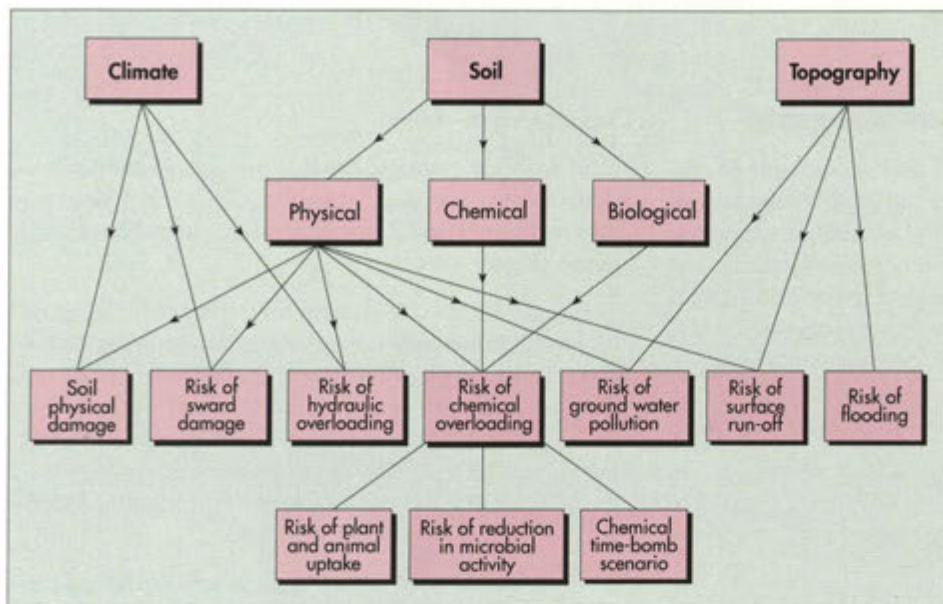 Climate
Soil
Topography
Physical
Chemical
Biological
Soil
physical
damage
Risk of
sward
damage
Risk of
hydraulic
overloading
Risk of
chemical
overloading
Risk of
ground water
pollution
Risk of
surface
run-off
Risk of
flooding
Risk of plant
and animal
uptake
Risk of reduction
in microbial
activity
Chemical
time-bomb
scenario